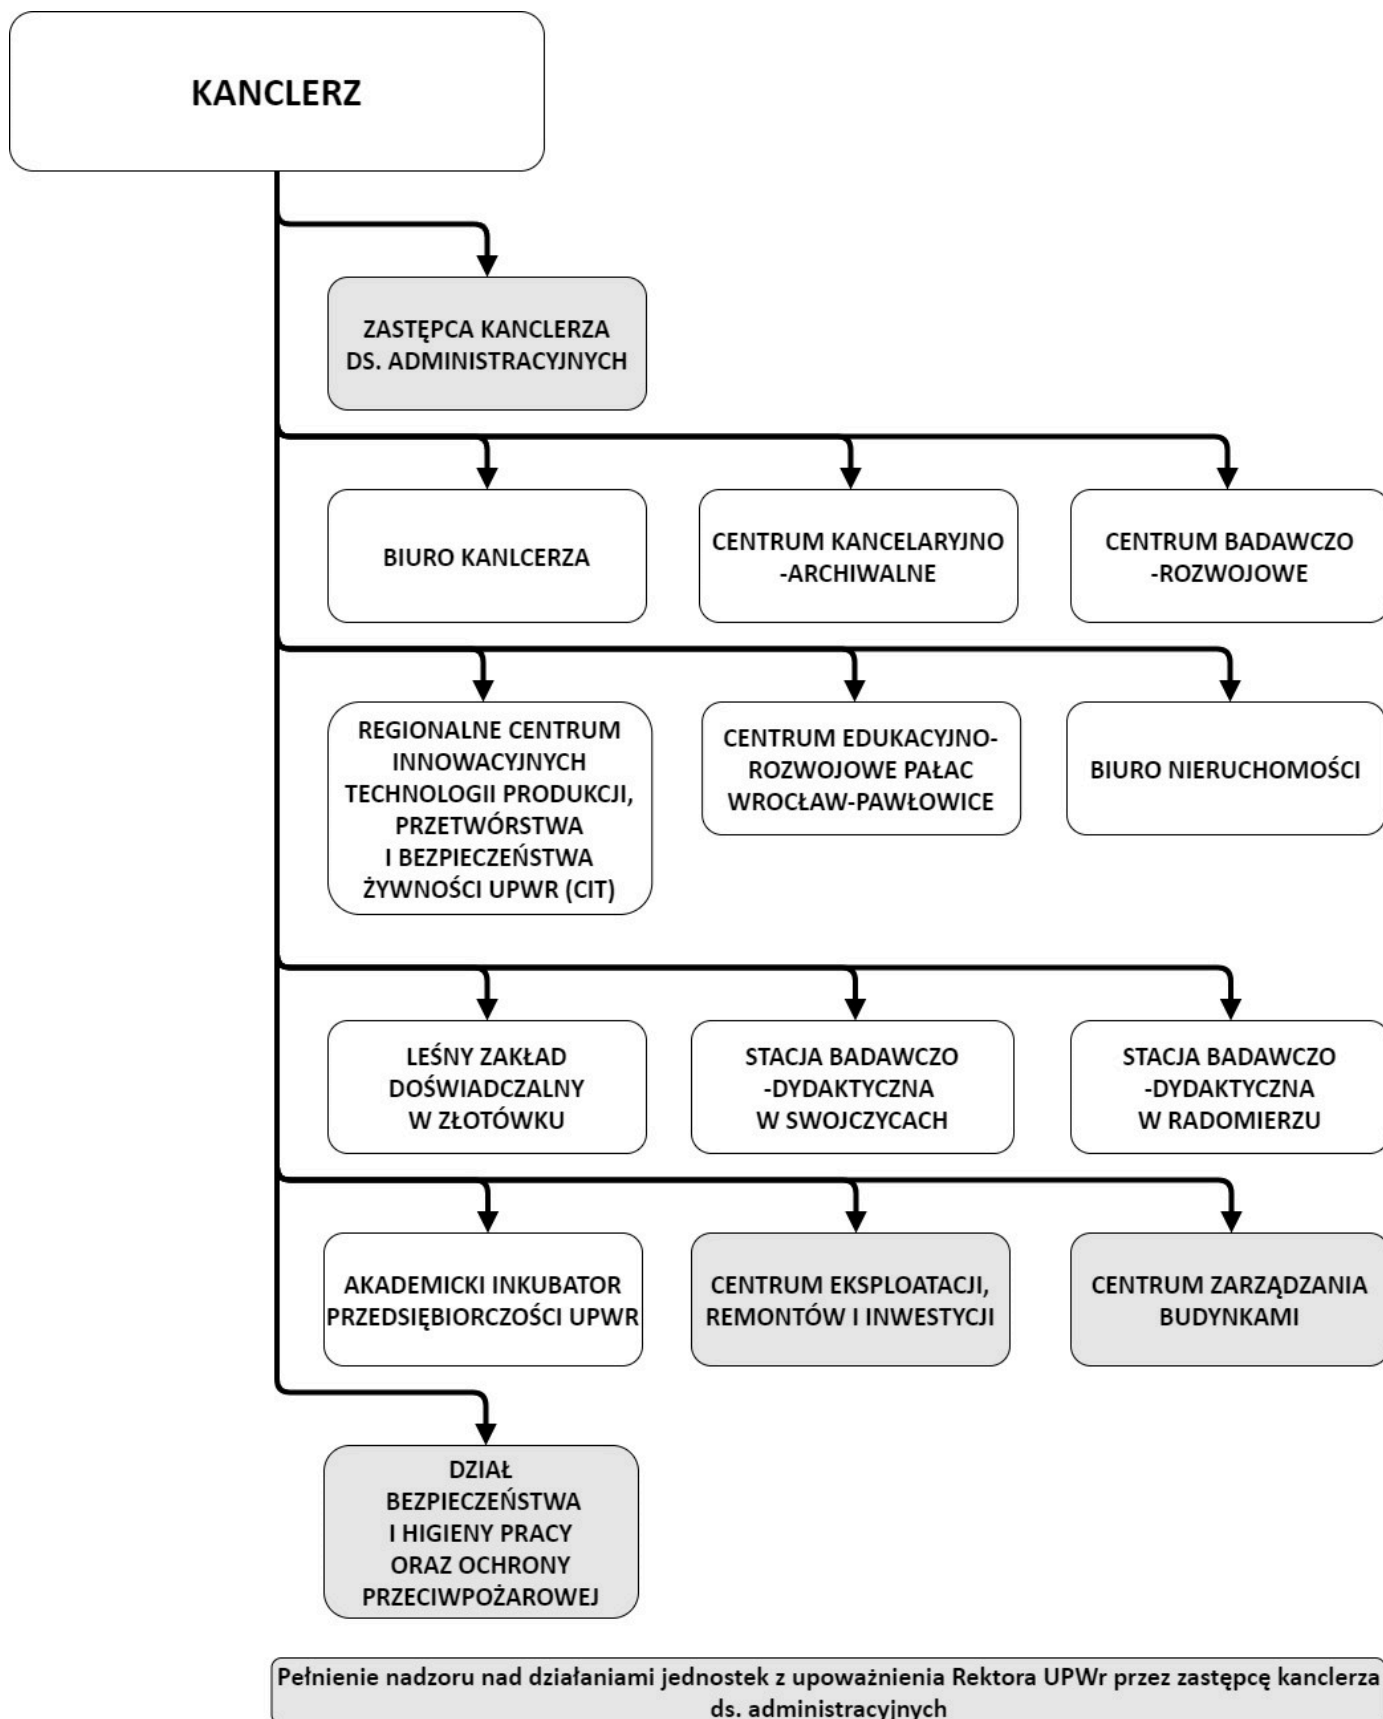 KANCLERZ
ZASTĘPCA KANCLERZA
DS. ADMINISTRACYJNYCH
BIURO KANLCERZA
CENTRUM KANCELARYJNO
-ARCHIWALNE
CENTRUM BADAWCZO
-ROZWOJOWE
REGIONALNE CENTRUM
INNOWACYJNYCH
TECHNOLOGII PRODUKCJI,
PRZETWÓRSTWA
I BEZPIECZEŃSTWA
ŻYWNOŚCI UPWR (CIT)
CENTRUM EDUKACYJNO-
ROZWOJOWE PAŁAC
WROCŁAW-PAWŁOWICE
BIURO NIERUCHOMOŚCI
LEŚNY ZAKŁAD
DOŚWIADCZALNY
W ZŁOTÓWKU
STACJA BADAWCZO
-DYDAKTYCZNA
W SWOJCZYCACH
STACJA BADAWCZO
-DYDAKTYCZNA
W RADOMIERZU
AKADEMICKI INKUBATOR
PRZEDSIĘBIORCZOŚCI UPWR
CENTRUM EKSPLOATACJI,
REMONTÓW I INWESTYCJI
CENTRUM ZARZĄDZANIA
BUDYNKAMI
DZIAŁ
BEZPIECZEŃSTWA
I HIGIENY PRACY
ORAZ OCHRONY
PRZECIWPOŻAROWEJ
Pełnienie nadzoru nad działaniami jednostek z upoważnienia Rektora UPWr przez zastępcę kanclerza
ds. administracyjnych